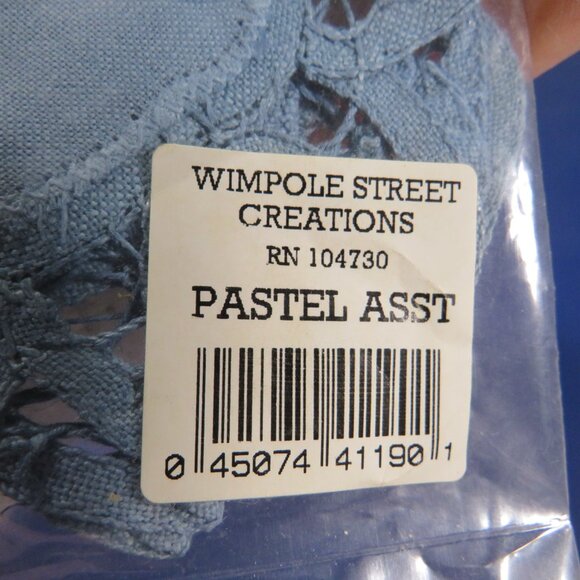 WIMPOLE STREET
CREATIONS
RN 104730
PASTEL ASST
0 45074 41190 1